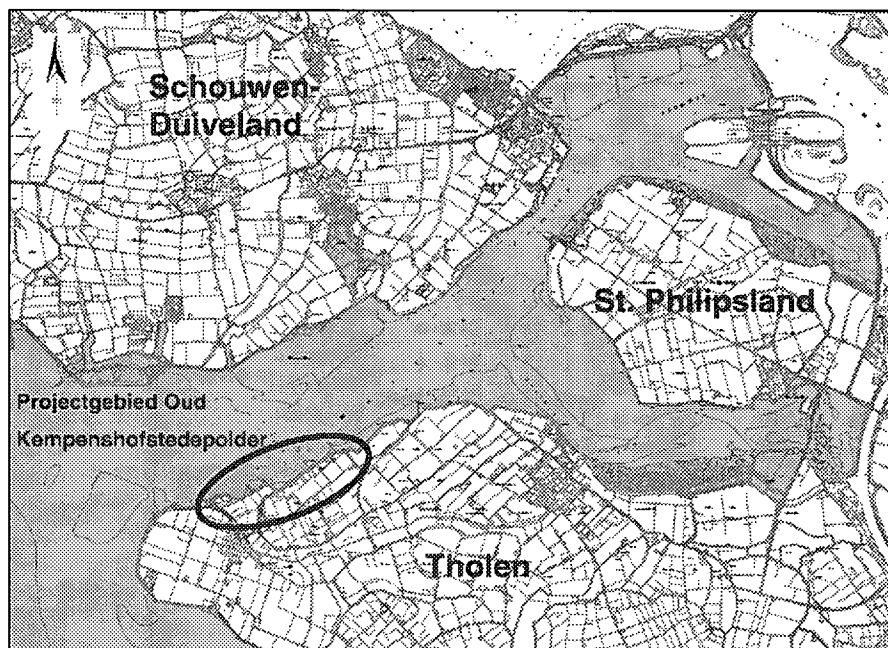 Schouwen-
Duiveland
St. Philipsland
Projectgebied Oud
Kempenshofstedepolder
Tholen